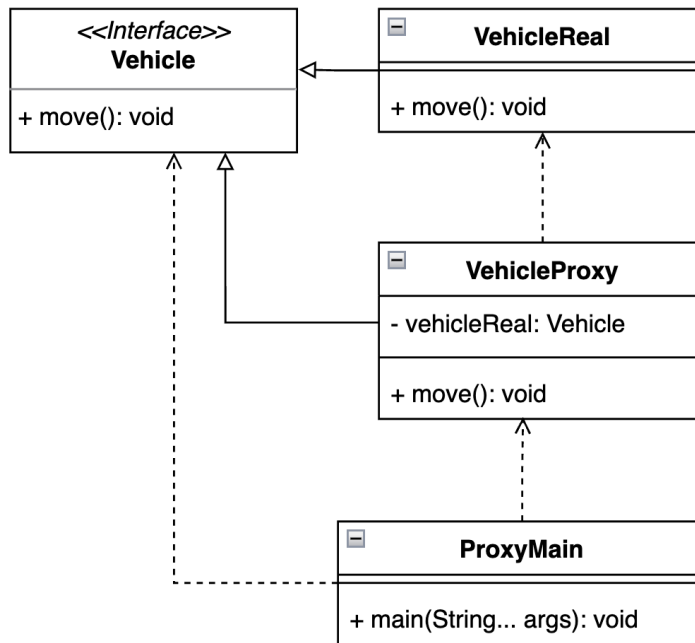 <<Interface>>
Vehicle
+ move(): void
VehicleReal
+ move(): void
VehicleProxy
- vehicleReal: Vehicle
+ move(): void
ProxyMain
+ main(String... args): void